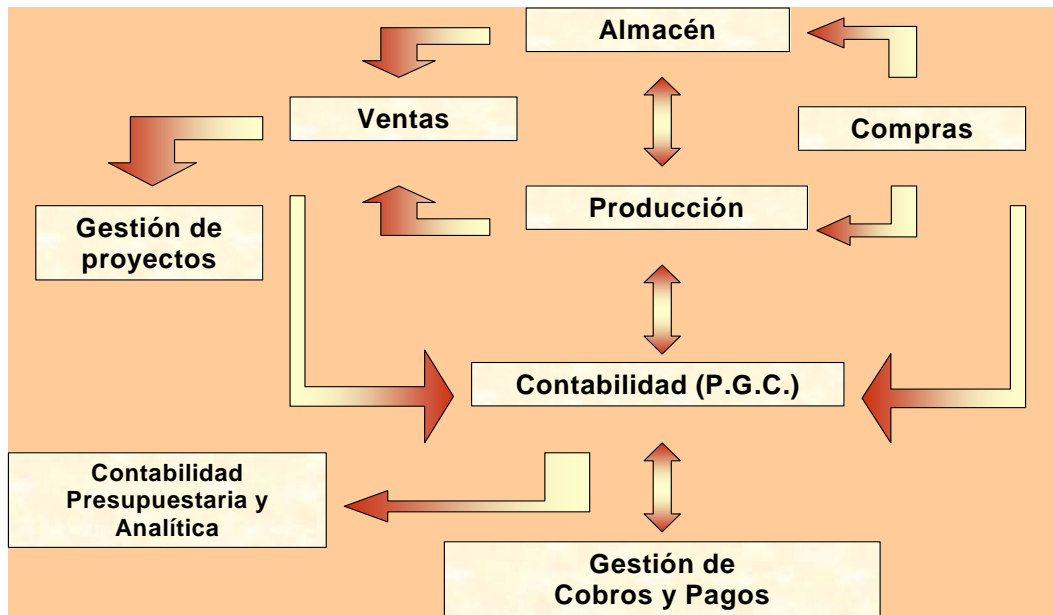 Almacén
Ventas
Compras
Producción
Gestión de
proyectos
Contabilidad (P.G.C.)
Contabilidad
Presupuestaria y
Analítica
Gestión de
Cobros y Pagos